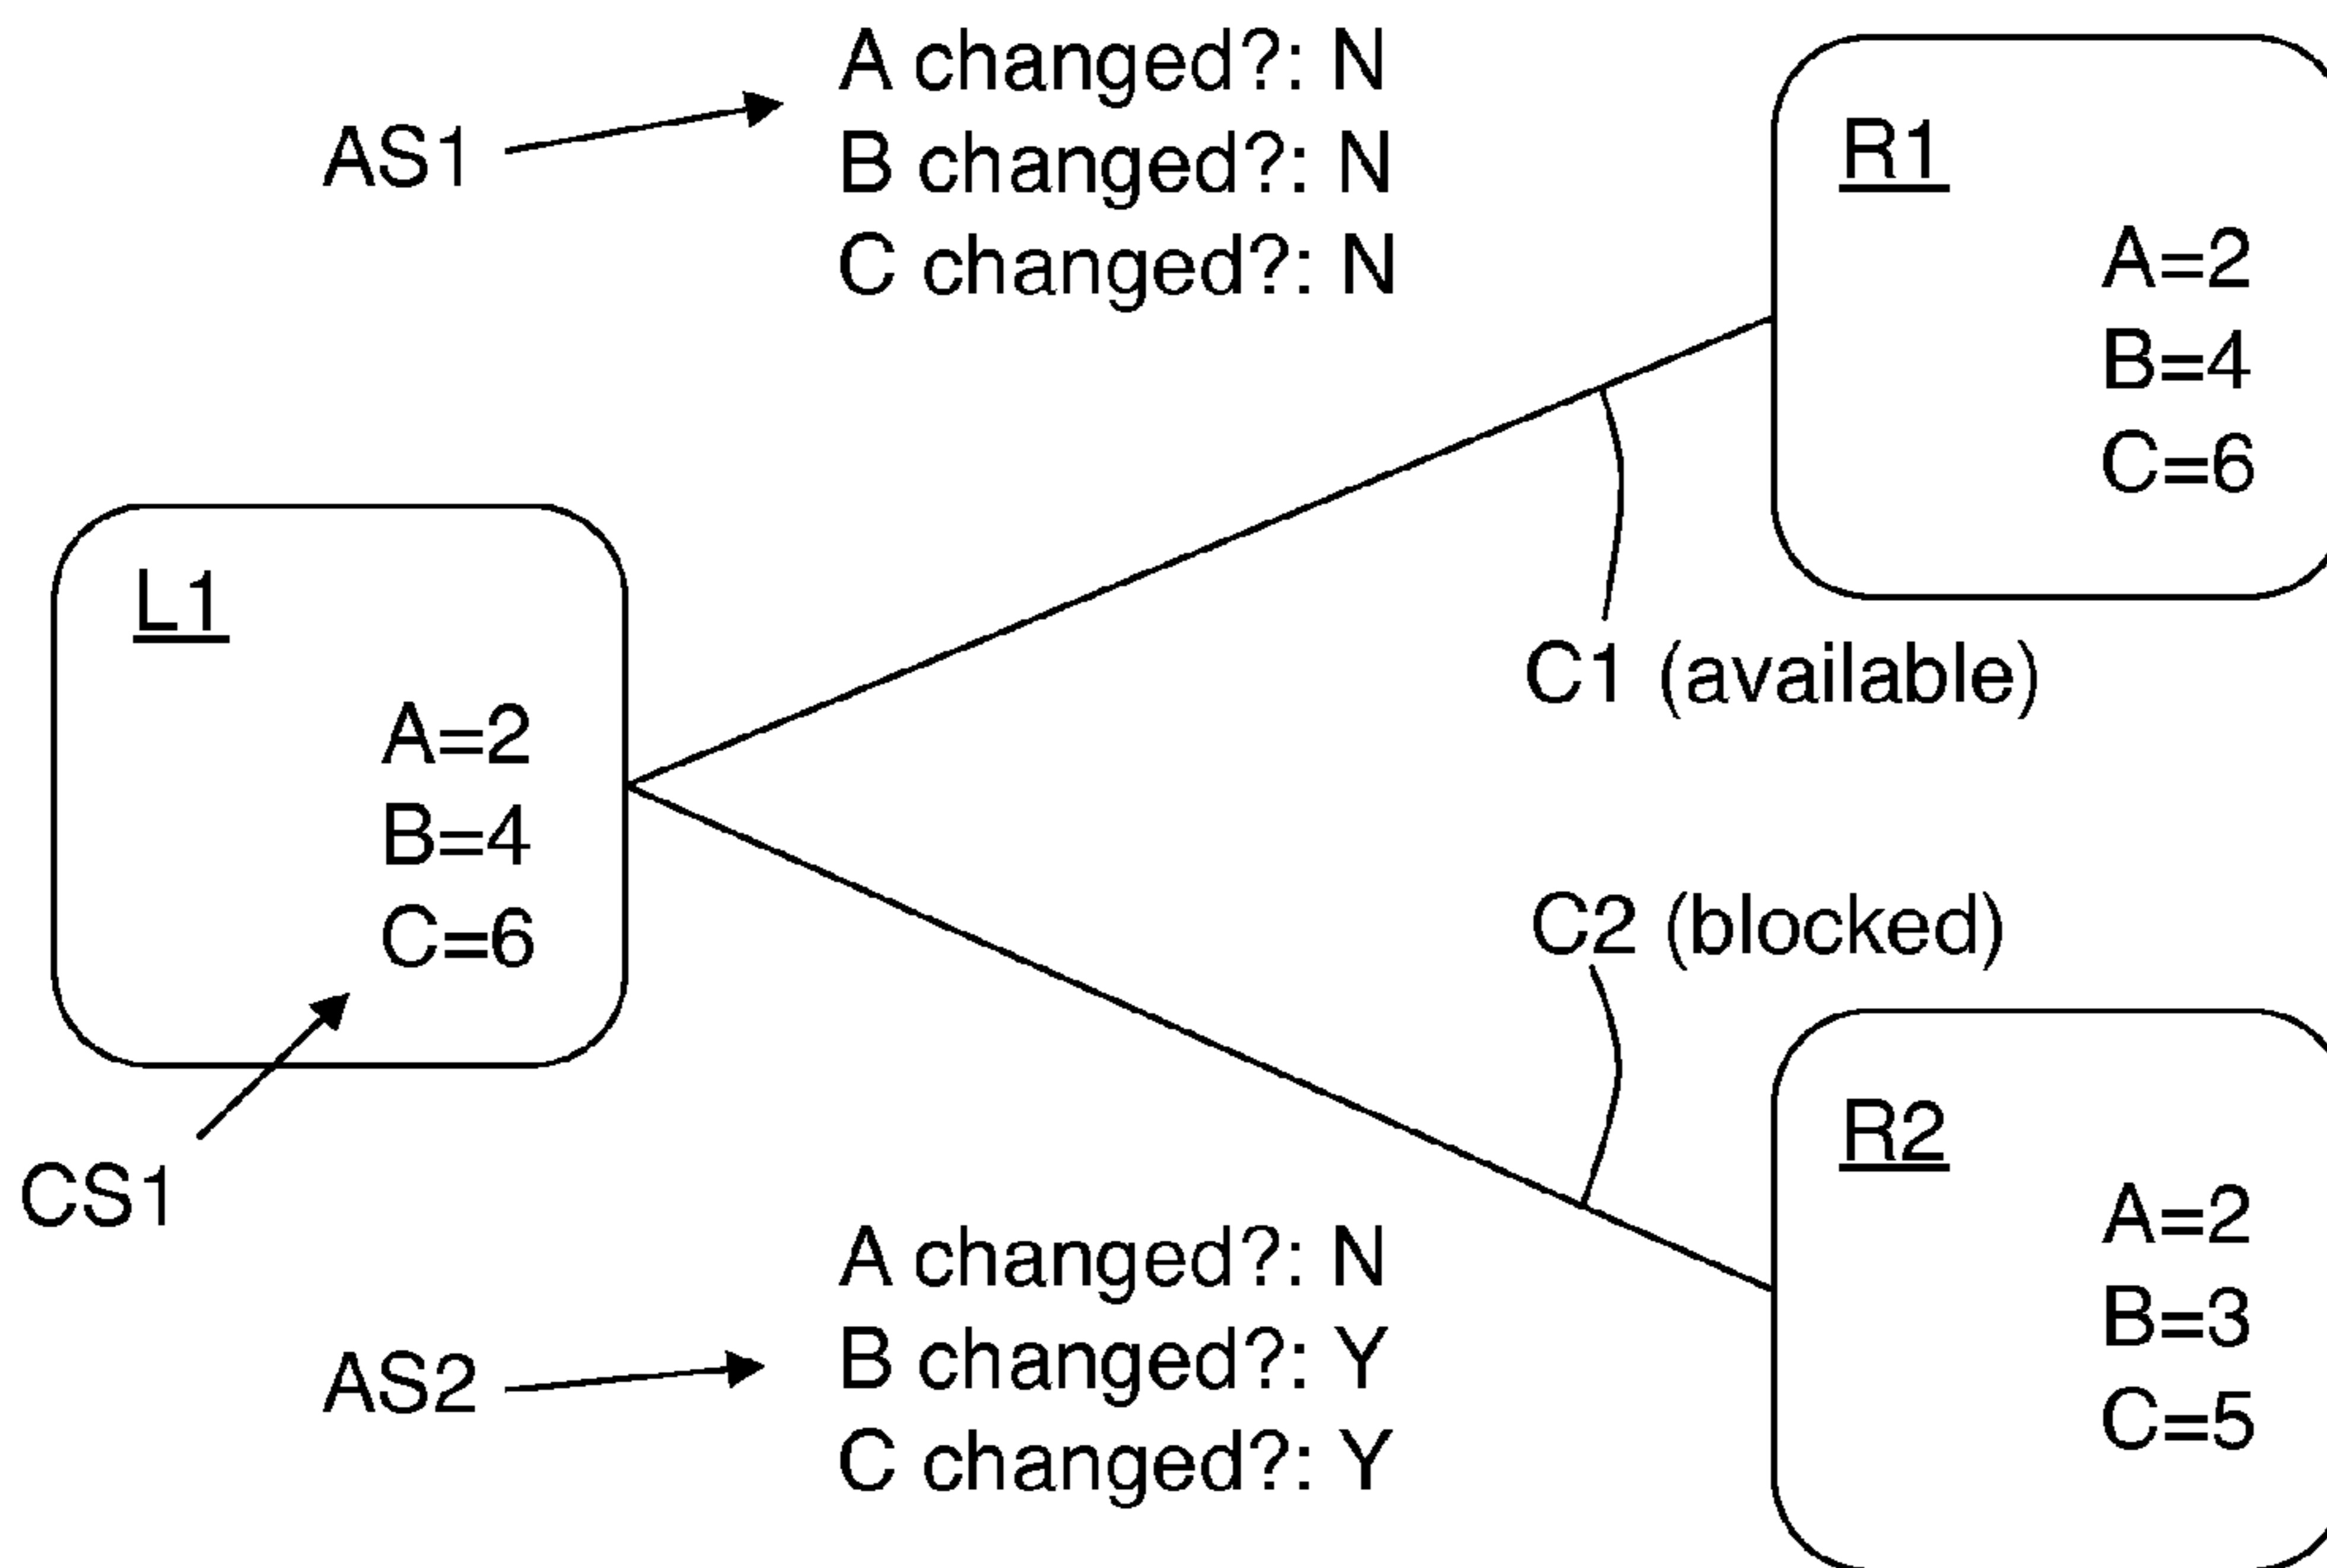 AS1
A changed?: N
B changed?: N
C changed?: N
R1
A=2
B=4
C=6
C1 (available)
L1
A=2
B=4
C=6
CS1
C2 (blocked)
R2
A=2
B=3
C=5
AS2
A changed?: N
B changed?: Y
C changed?: Y